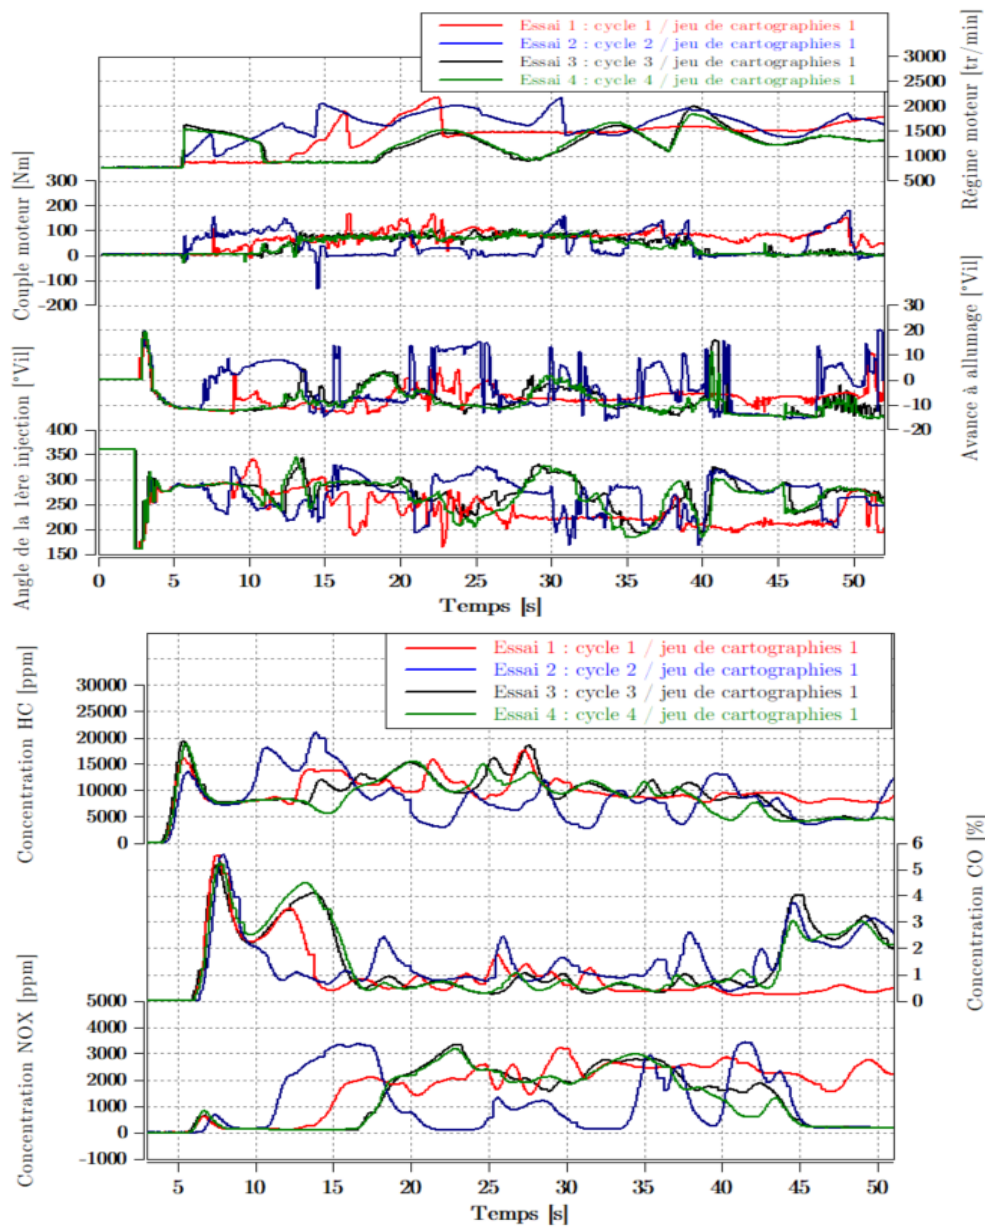 Essai 1 : cycle 1 / jeu de cartographies 1
Essai 2 : cycle 2 / jeu de cartographies 1
Essai 3 : cycle 3 / jeu de cartographies 1
Essai 4 : cycle 4 / jeu de cartographies 1
3000
2500
2000
1500
1000
500
Régime moteur [tr/min]
300
200
100
0
-100
-200
Couple moteur [Nm]
30
20
10
0
-10
-20
Avance à allumage [°Vil]
400
350
300
250
200
150
Angle de la 1ère injection [°Vil]
0 5 10 15 20 25 30 35 40 45 50
Temps [s]
Essai 1 : cycle 1 / jeu de cartographies 1
Essai 2 : cycle 2 / jeu de cartographies 1
Essai 3 : cycle 3 / jeu de cartographies 1
Essai 4 : cycle 4 / jeu de cartographies 1
30000
25000
20000
15000
10000
5000
0
Concentration HC [ppm]
6
5
4
3
2
1
0
Concentration CO [%]
5000
4000
3000
2000
1000
0
-1000
Concentration NOX [ppm]
5 10 15 20 25 30 35 40 45 50
Temps [s]